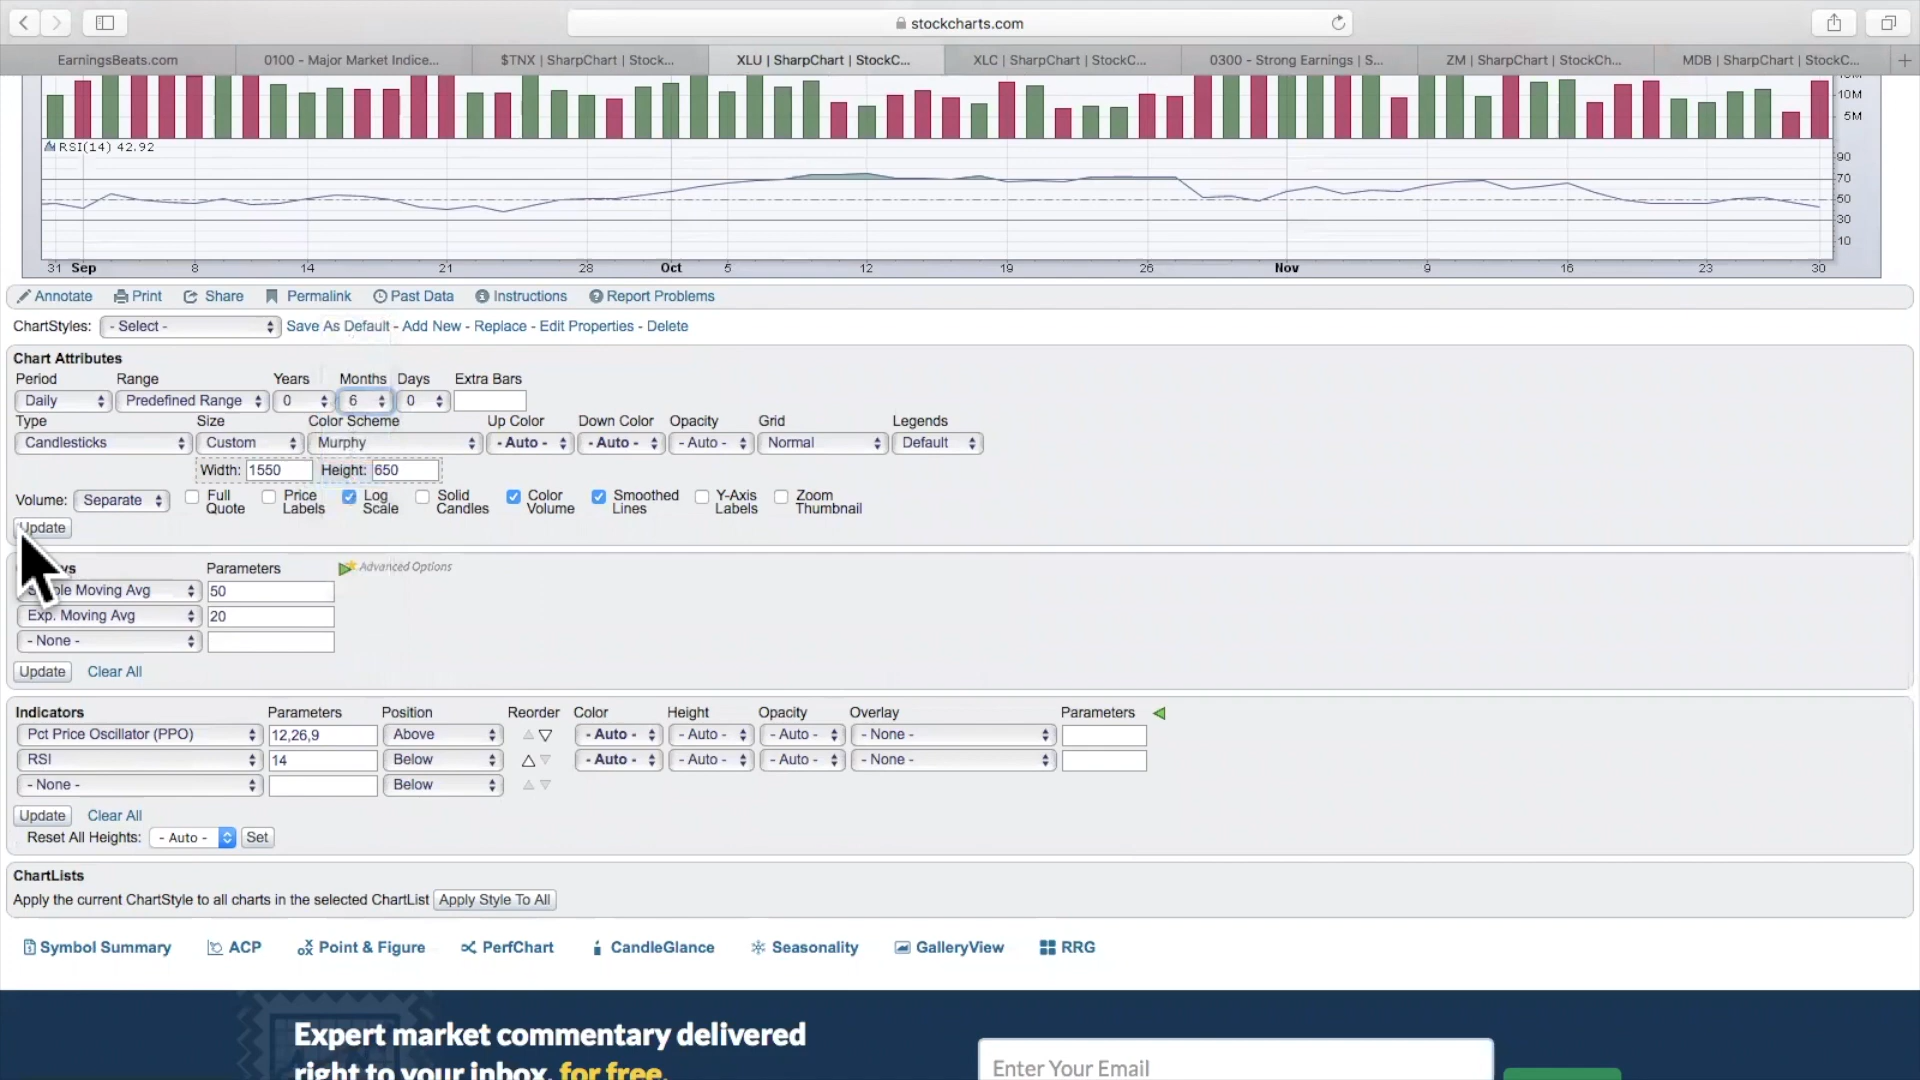 stockcharts.com
EarningsBeats.com
0100 - Major Market Indice...
$TNX | SharpChart | Stock...
XLU | SharpChart | StockC...
XLC | SharpChart | StockC...
0300 - Strong Earnings | S...
ZM | SharpChart | StockCh...
MDB | SharpChart | StockC...
10M
5M
RSI(14) 42.92
90
70
50
30
10
31 Sep 8 14 21 28 Oct 5 12 19 26 Nov 9 16 23 30
Annotate Print Share Permalink Past Data Instructions Report Problems
ChartStyles: - Select - Save As Default - Add New - Replace - Edit Properties - Delete
Chart Attributes
Period Range Years Months Days Extra Bars
Daily Predefined Range 0 6 0
Type Size Color Scheme Up Color Down Color Opacity Grid Legends
Candlesticks Custom Murphy - Auto - - Auto - - Auto - Normal Default
Width: 1550 Height: 650
Volume: Separate Full Quote Price Labels Log Scale Solid Candles Color Volume Smoothed Lines Y-Axis Labels Zoom Thumbnail
Update
Parameters Advanced Options
Moving Avg 50
Exp. Moving Avg 20
- None -
Update Clear All
Indicators Parameters Position Reorder Color Height Opacity Overlay Parameters
Pct Price Oscillator (PPO) 12,26,9 Above - Auto - - Auto - - Auto - - None -
RSI 14 Below - Auto - - Auto - - Auto - - None -
- None - Below
Update Clear All
Reset All Heights: - Auto - Set
ChartLists
Apply the current ChartStyle to all charts in the selected ChartList Apply Style To All
Symbol Summary ACP Point & Figure PerfChart CandleGlance Seasonality GalleryView RRG
Expert market commentary delivered
right to your inbox, for free.
Enter Your Email